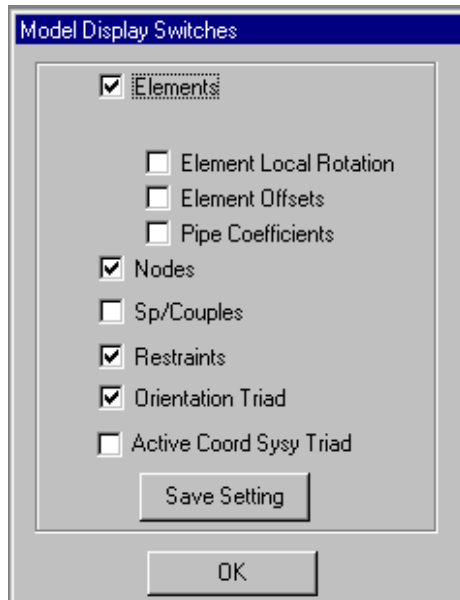 Model Display Switches
Elements
Element Local Rotation
Element Offsets
Pipe Coefficients
Nodes
Sp/Couples
Restraints
Orientation Triad
Active Coord Sysy Triad
Save Setting
OK